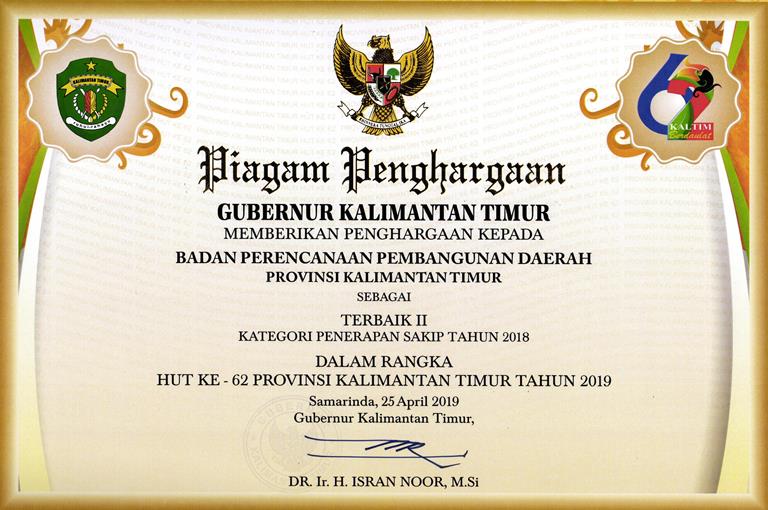 KALIMANTAN TIMUR
Ruhui-rahayu
BHINNEKA TUNGGAL IKA
KALTIM
Berdaulat
Piagam Penghargaan
GUBERNUR KALIMANTAN TIMUR
MEMBERIKAN PENGHARGAAN KEPADA
BADAN PERENCANAAN PEMBANGUNAN DAERAH
PROVINSI KALIMANTAN TIMUR
SEBAGAI
TERBAIK II
KATEGORI PENERAPAN SAKIP TAHUN 2018
DALAM RANGKA
HUT KE - 62 PROVINSI KALIMANTAN TIMUR TAHUN 2019
Samarinda, 25 April 2019
Gubernur Kalimantan Timur,
DR. Ir. H. ISRAN NOOR, M.Si